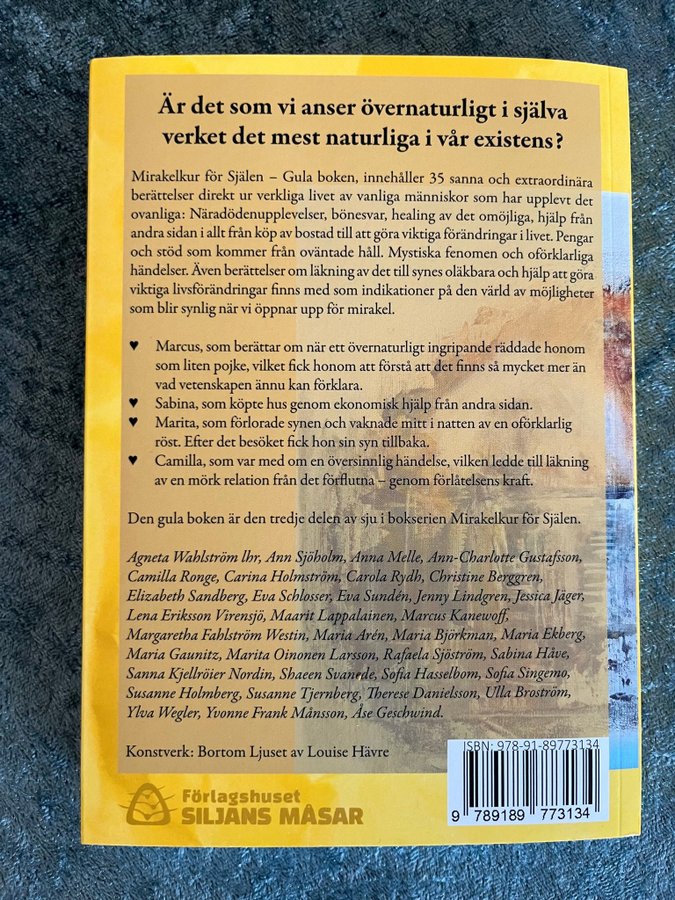 Är det som vi anser övernaturligt i själva
verket det mest naturliga i vår existens?
Mirakelkur för Själen – Gula boken, innehåller 35 sanna och extraordinära
berättelser direkt ur verkliga livet av vanliga människor som har upplevt det
ovanliga: Näradödenupplevelser, bönesvar, healing av det omöjliga, hjälp från
andra sidan i allt från köp av bostad till att göra viktiga förändringar i livet. Pengar
och stöd som kommer från oväntade håll. Mystiska fenomen och oförklarliga
händelser. Även berättelser om läkning av det till synes oläkbara och hjälp att göra
viktiga livsförändringar finns med som indikationer på den värld av möjligheter
som blir synlig när vi öppnar upp för mirakel.
♥ Marcus, som berättar om när ett övernaturligt ingripande räddade honom
som liten pojke, vilket fick honom att förstå att det finns så mycket mer än
vad vetenskapen ännu kan förklara.
♥ Sabina, som köpte hus genom ekonomisk hjälp från andra sidan.
♥ Marita, som förlorade synen och vaknade mitt i natten av en oförklarlig
röst. Efter det besöket fick hon sin syn tillbaka.
♥ Camilla, som var med om en översinnlig händelse, vilken ledde till läkning
av en mörk relation från det förflutna – genom förlåtelsens kraft.
Den gula boken är den tredje delen av sju i bokserien Mirakelkur för Själen.
Agneta Wahlström lhr, Ann Sjöholm, Anna Melle, Ann-Charlotte Gustafsson,
Camilla Ronge, Carina Holmström, Carola Rydh, Christine Berggren,
Elizabeth Sandberg, Eva Schlosser, Eva Sundén, Jenny Lindgren, Jessica Jäger,
Lena Eriksson Virensjö, Maarit Lappalainen, Marcus Kanewoff,
Margaretha Fahlström Westin, Maria Arén, Maria Björkman, Maria Ekberg,
Maria Gaunitz, Marita Oinonen Larsson, Rafaela Sjöström, Sabina Håve,
Sanna Kjellröier Nordin, Shaeen Svanrde, Sofia Hasselbom, Sofia Singemo,
Susanne Holmberg, Susanne Tjernberg, Therese Danielsson, Ulla Broström,
Ylva Wegler, Yvonne Frank Månsson, Åse Geschwind.
Konstverk: Bortom Ljuset av Louise Hävre
Förlagshuset
SILJANS MÅSAR
ISBN: 978-91-89773134
9 789189 773134